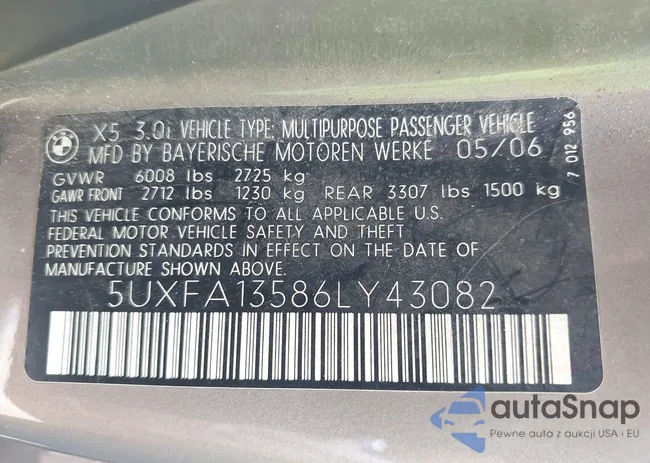 X5 3.0i VEHICLE TYPE: MULTIPURPOSE PASSENGER VEHICLE
MFD BY BAYERISCHE MOTOREN WERKE 05/06
GVWR 6008 lbs 2725 kg
GAWR FRONT 2712 lbs 1230 kg REAR 3307 lbs 1500 kg
THIS VEHICLE CONFORMS TO ALL APPLICABLE U.S.
FEDERAL MOTOR VEHICLE SAFETY AND THEFT
PREVENTION STANDARDS IN EFFECT ON THE DATE OF
MANUFACTURE SHOWN ABOVE.
5UXFA13586LY43082
7 012 956
autaSnap
Pewne auta z aukcji USA i EU